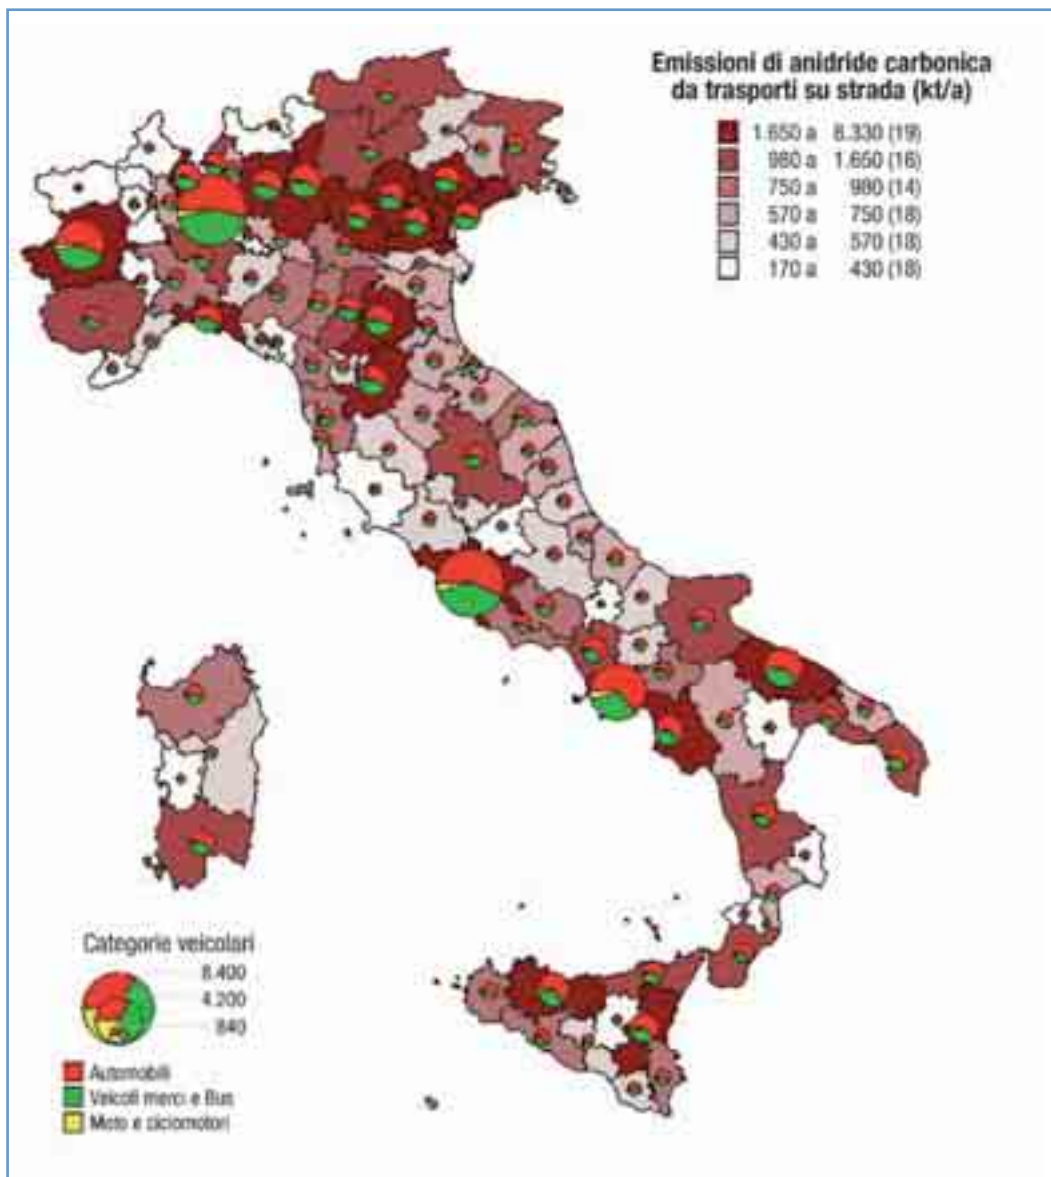 Emissioni di anidride carbonica
da trasporti su strada (kt/a)
1.650 a 8.330 (19)
980 a 1.650 (16)
750 a 980 (14)
570 a 750 (18)
430 a 570 (18)
170 a 430 (18)
Categorie veicolari
8.400
4.200
840
Automobili
Veicoli merci e Bus
Moto e ciclomotori